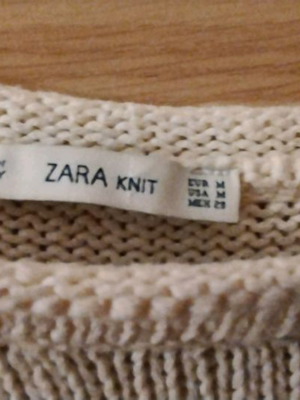 ZARA KNIT
EUR M
USA M
MEX 28